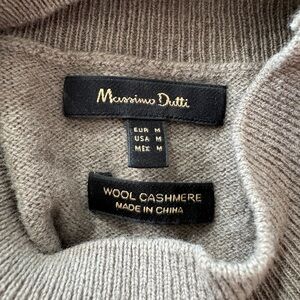 Massimo Dutti
EUR M
USA M
MEX M
WOOL CASHMERE
MADE IN CHINA